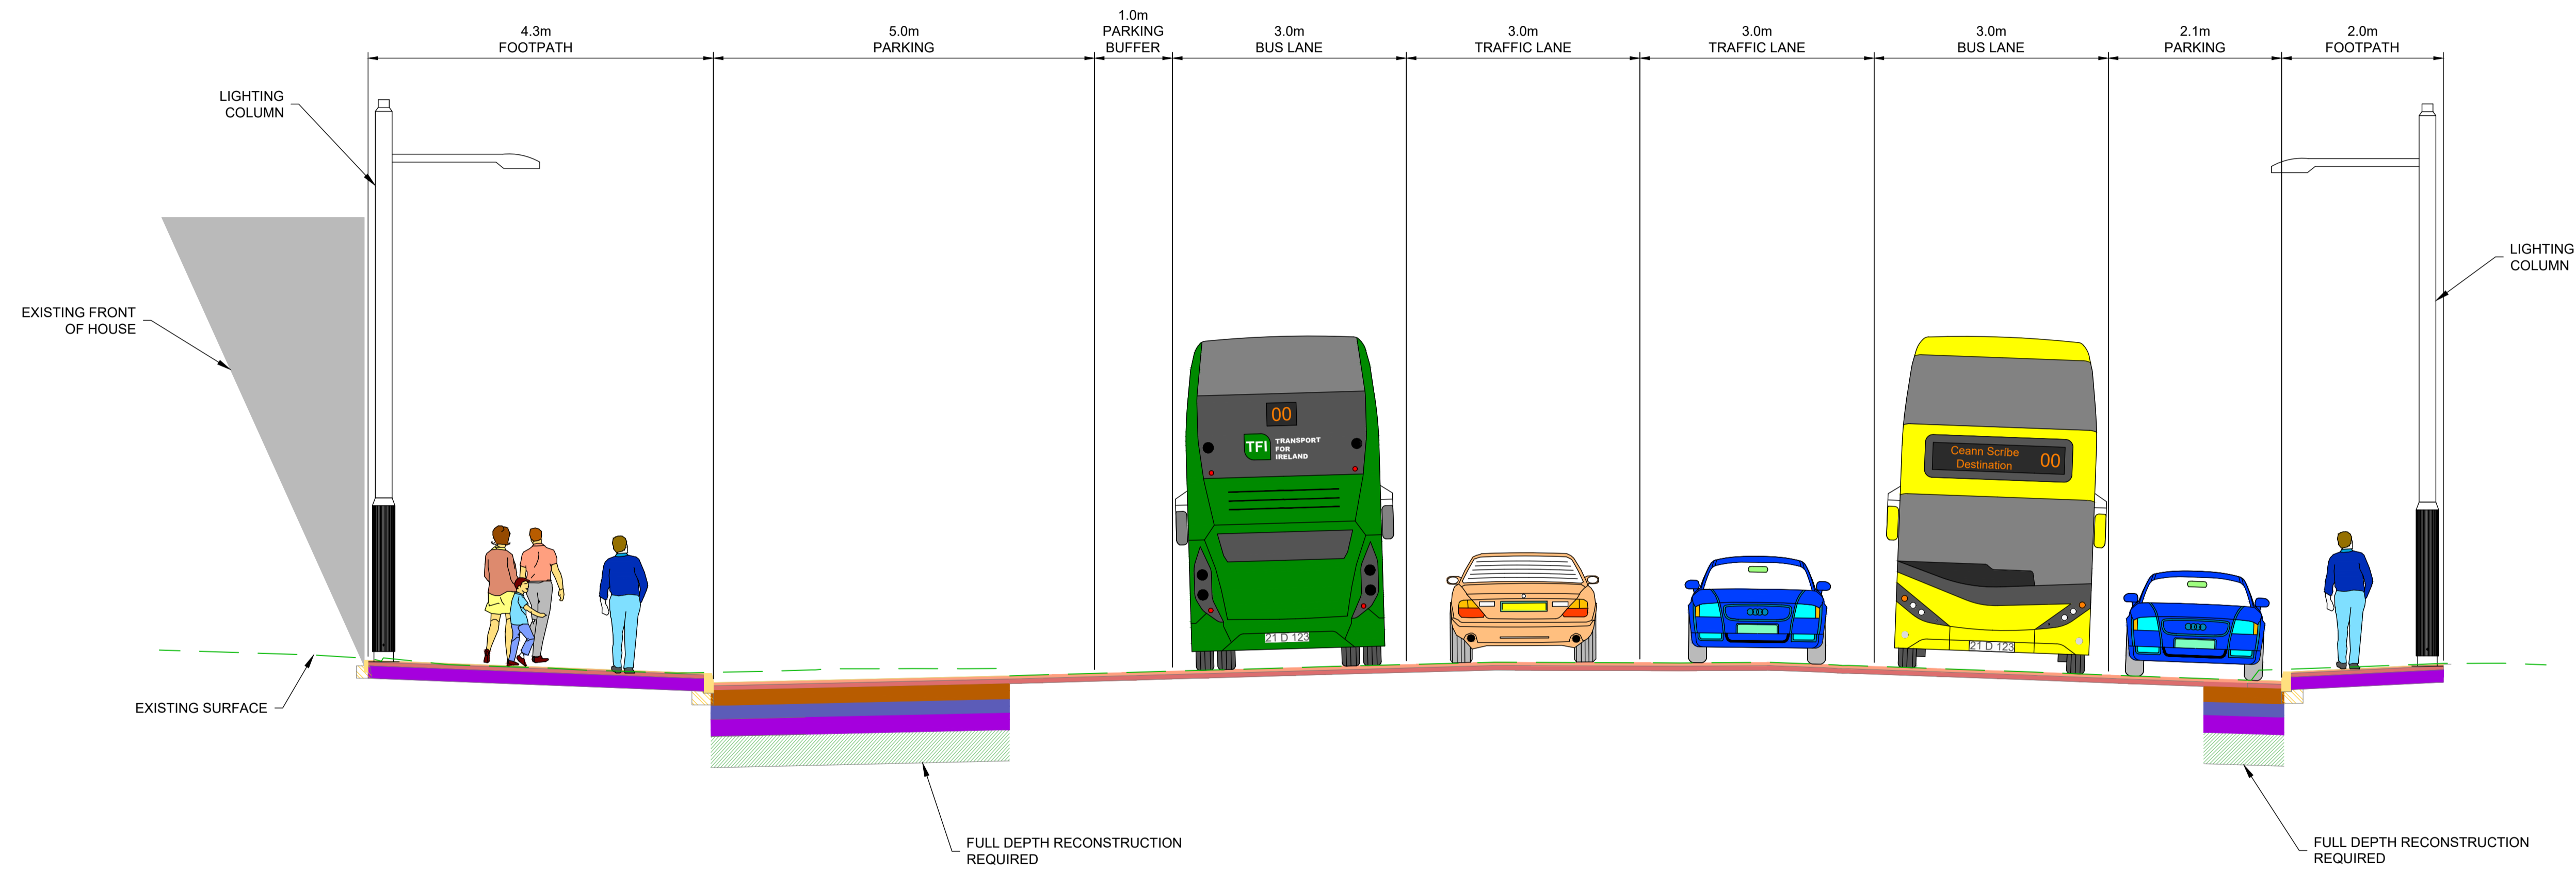 4.3m
FOOTPATH
5.0m
PARKING
1.0m
PARKING
BUFFER
3.0m
BUS LANE
3.0m
TRAFFIC LANE
3.0m
TRAFFIC LANE
3.0m
BUS LANE
2.1m
PARKING
2.0m
FOOTPATH
LIGHTING
COLUMN
LIGHTING
COLUMN
EXISTING FRONT
OF HOUSE
00
TFI
TRANSPORT
FOR
IRELAND
Ceann Scríbe
Destination
00
21 D 123
21 D 123
EXISTING SURFACE
FULL DEPTH RECONSTRUCTION
REQUIRED
FULL DEPTH RECONSTRUCTION
REQUIRED